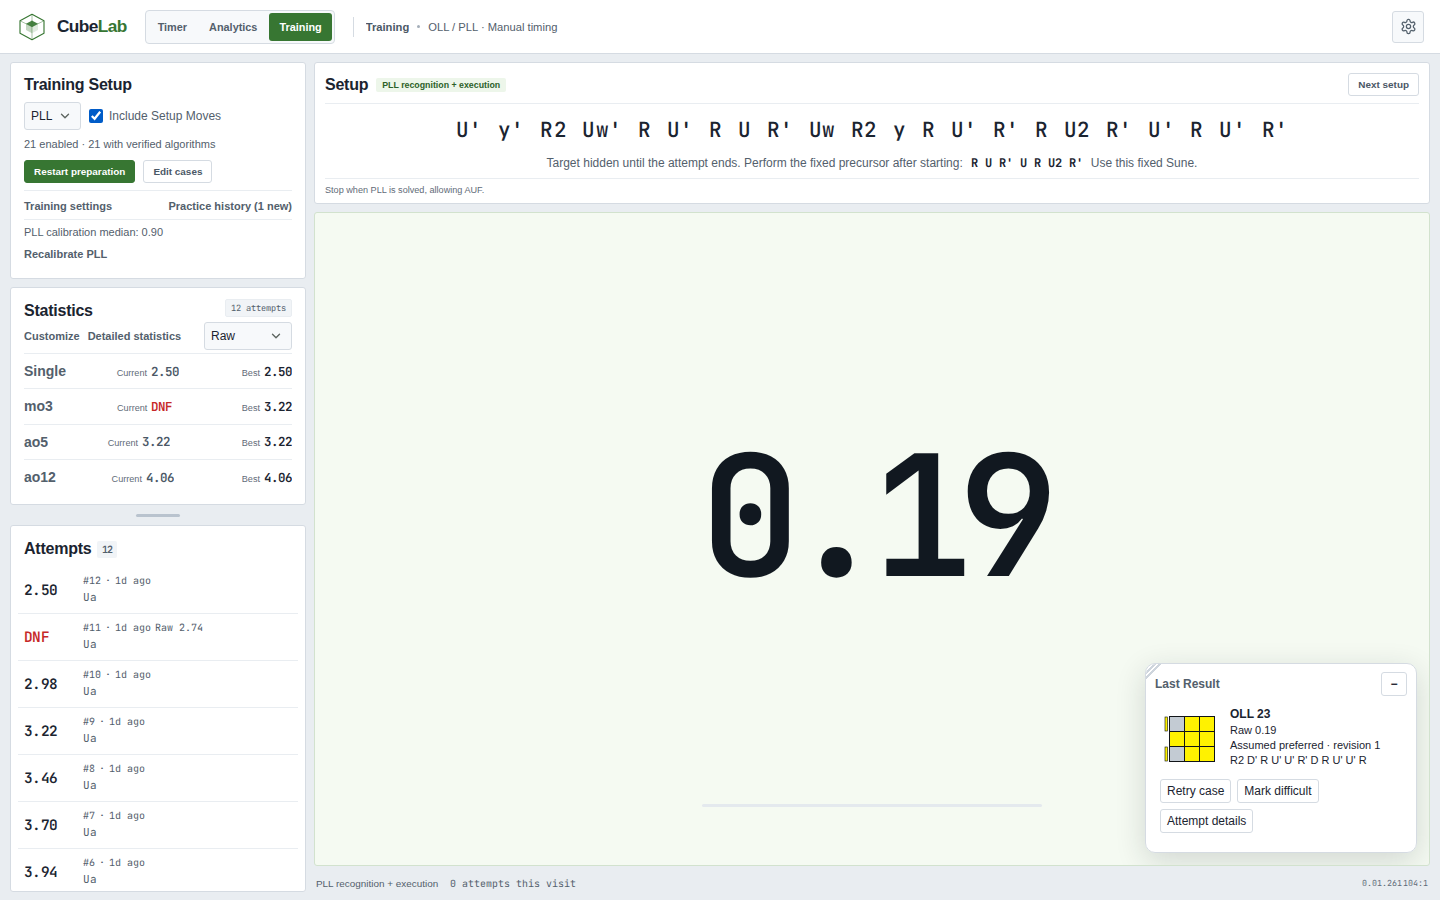 CubeLab Timer Analytics Training Training • OLL / PLL · Manual timing
Training Setup
PLL Include Setup Moves
21 enabled · 21 with verified algorithms
Restart preparation Edit cases
Training settings Practice history (1 new)
PLL calibration median: 0.90
Recalibrate PLL
Statistics 12 attempts
Customize Detailed statistics Raw
Single Current 2.50 Best 2.50
mo3 Current DNF Best 3.22
ao5 Current 3.22 Best 3.22
ao12 Current 4.06 Best 4.06
Attempts 12
2.50 #12 · 1d ago
Ua
DNF #11 · 1d ago Raw 2.74
Ua
2.98 #10 · 1d ago
Ua
3.22 #9 · 1d ago
Ua
3.46 #8 · 1d ago
Ua
3.70 #7 · 1d ago
Ua
3.94 #6 · 1d ago
Ua
Setup PLL recognition + execution Next setup
U' y' R2 Uw' R U' R U R' Uw R2 y R U' R' R U2 R' U' R U' R'
Target hidden until the attempt ends. Perform the fixed precursor after starting: R U R' U R U2 R' Use this fixed Sune.
Stop when PLL is solved, allowing AUF.
0.19
Last Result –
OLL 23
Raw 0.19
Assumed preferred · revision 1
R2 D' R U' U' R' D R U' U' R
Retry case Mark difficult
Attempt details
PLL recognition + execution 0 attempts this visit 0.01.261104:1